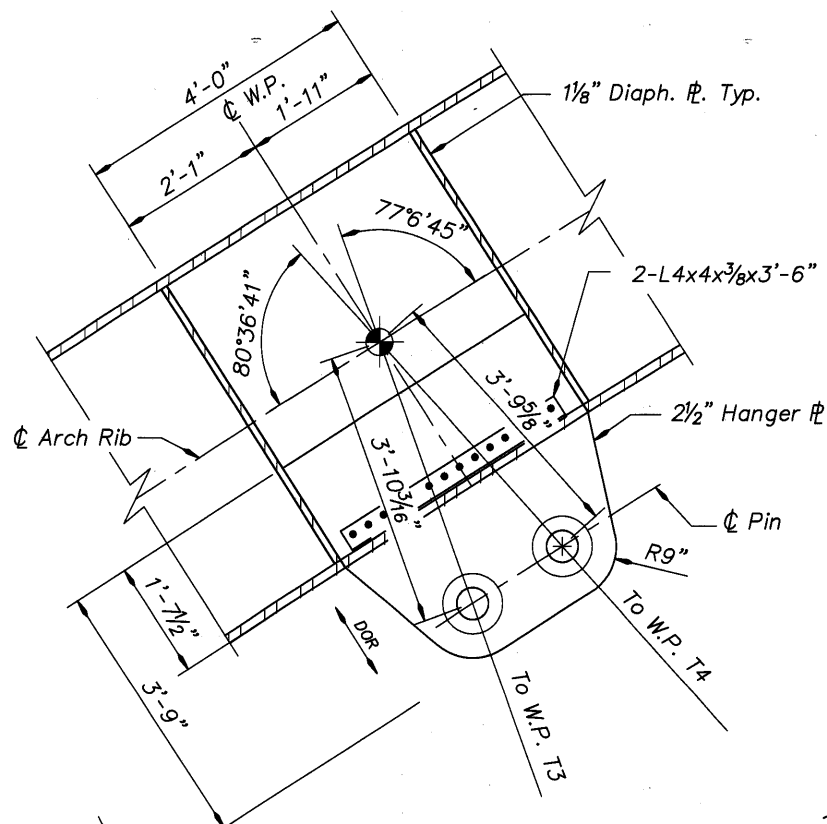 4'-0"
℄ W.P.
1'-11"
2'-1"
1⅛" Diaph. ⅊. Typ.
77°6'45"
80°36'41"
2-L4x4x⅜x3'-6"
3'-9⅝"
2½" Hanger ⅊
℄ Arch Rib
3'-10³⁄₁₆"
℄ Pin
R9"
1'-7½"
DOR
To W.P. T4
3'-9"
To W.P. T3